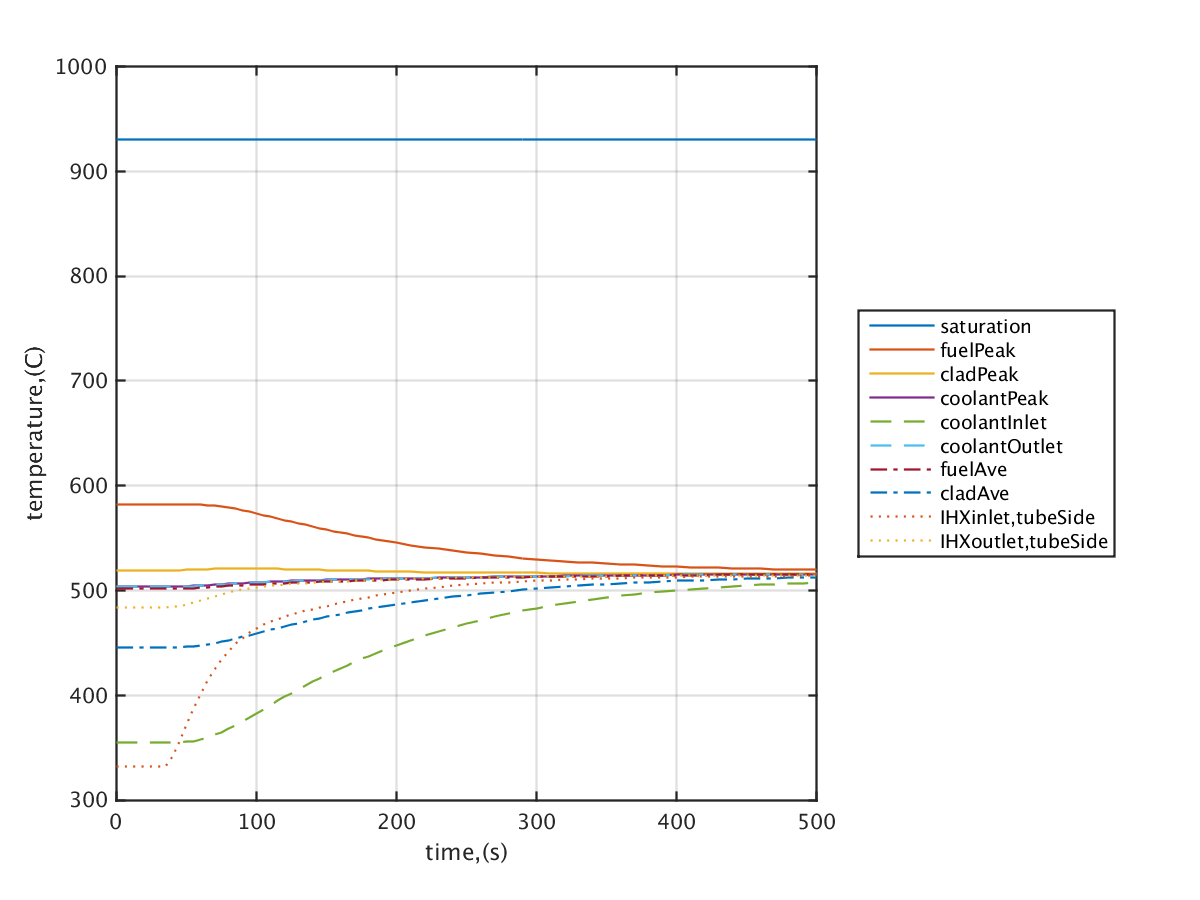 1000
900
800
700
600
500
400
300
0
100
200
300
400
500
temperature,(C)
time,(s)
saturation
fuelPeak
cladPeak
coolantPeak
coolantInlet
coolantOutlet
fuelAve
cladAve
IHXinlet,tubeSide
IHXoutlet,tubeSide